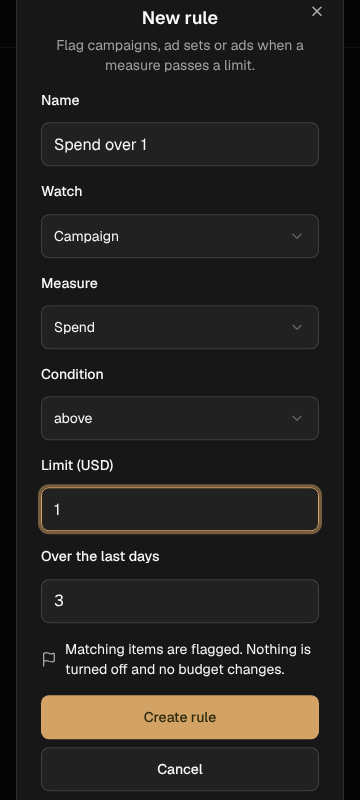 New rule
Flag campaigns, ad sets or ads when a
measure passes a limit.
Name
Spend over 1
Watch
Campaign
Measure
Spend
Condition
above
Limit (USD)
1
Over the last days
3
Matching items are flagged. Nothing is
turned off and no budget changes.
Create rule
Cancel